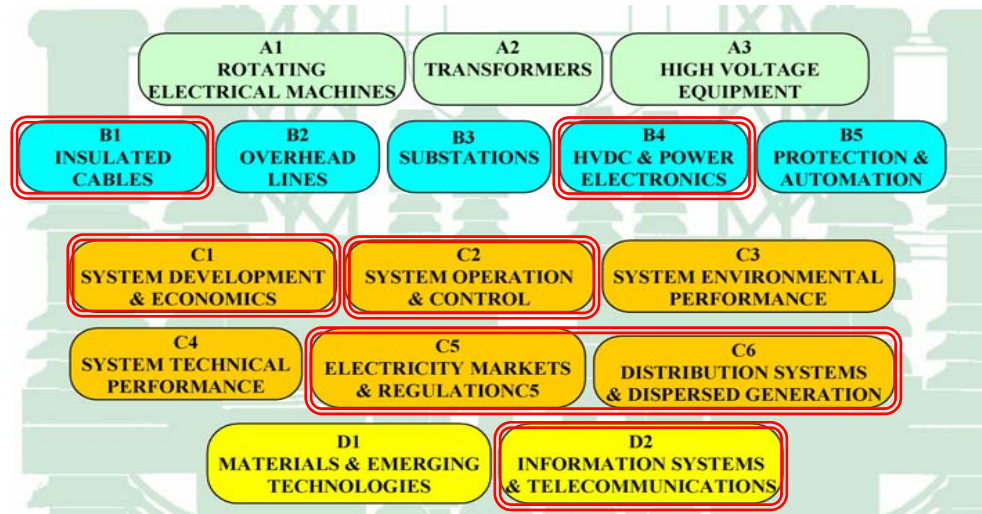 A1
ROTATING
ELECTRICAL MACHINES
A2
TRANSFORMERS
A3
HIGH VOLTAGE
EQUIPMENT
B1
INSULATED
CABLES
B2
OVERHEAD
LINES
B3
SUBSTATIONS
B4
HVDC & POWER
ELECTRONICS
B5
PROTECTION &
AUTOMATION
C1
SYSTEM DEVELOPMENT
& ECONOMICS
C2
SYSTEM OPERATION
& CONTROL
C3
SYSTEM ENVIRONMENTAL
PERFORMANCE
C4
SYSTEM TECHNICAL
PERFORMANCE
C5
ELECTRICITY MARKETS
& REGULATIONC5
C6
DISTRIBUTION SYSTEMS
& DISPERSED GENERATION
D1
MATERIALS & EMERGING
TECHNOLOGIES
D2
INFORMATION SYSTEMS
& TELECOMMUNICATIONS